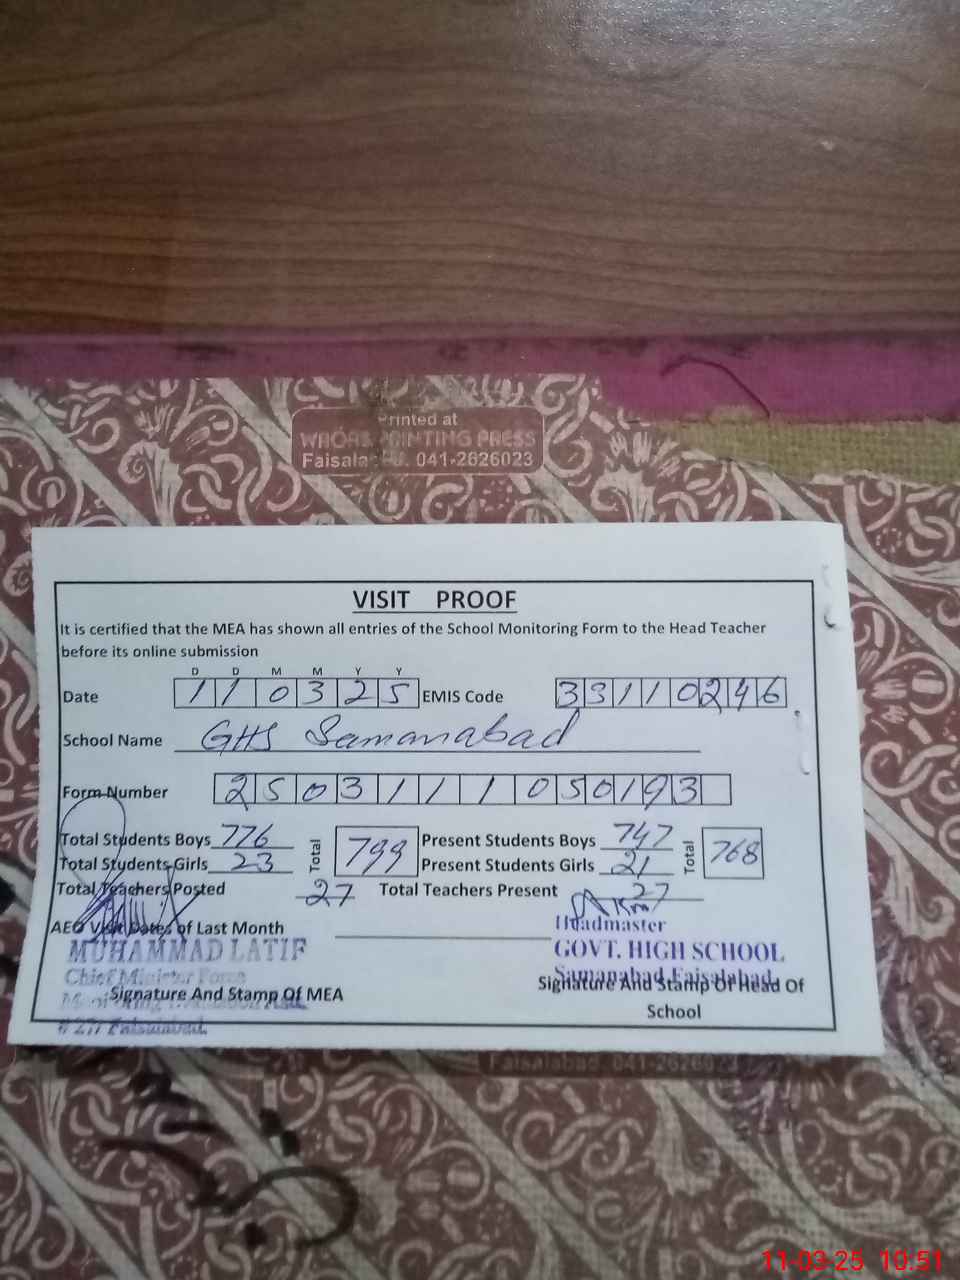 Printed at
PRINTING PRESS
041-2626023
VISIT PROOF
It is certified that the MEA has shown all entries of the School Monitoring Form to the Head Teacher
before its online submission
D D M M Y Y
Date 1 1 0 3 2 5 EMIS Code 3 3 1 1 0 2 4 6
School Name GHS Samanabad
Form Number 2 5 0 3 1 1 1 0 5 0 1 9 3
Total Students Boys 776 Total 799 Present Students Boys 747 Total 768
Total Students Girls 23 Present Students Girls 21
Total Teachers Posted 27 Total Teachers Present 27
AEO Visit Dates of Last Month
Headmaster
MUHAMMAD LATIF
GOVT. HIGH SCHOOL
Chief Minister
Samanabad Faisalabad
Signature And Stamp Of MEA
Signature And Stamp Of Head Of
School
Faisalabad.
Faisalabad. 041-2626023
11-03-25 10:51